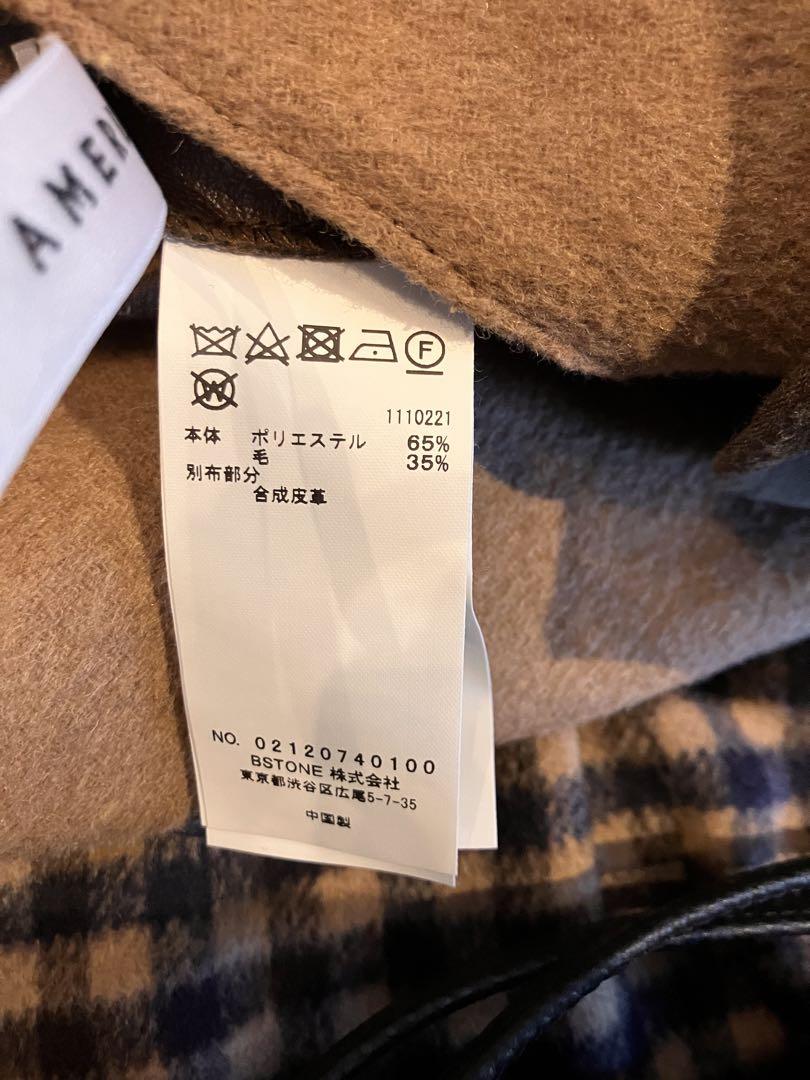 AMER
F
W
1110221
本体 ポリエステル 65%
毛 35%
別布部分
合成皮革
NO. 02120740100
BSTONE 株式会社
東京都渋谷区広尾5-7-35
中国製